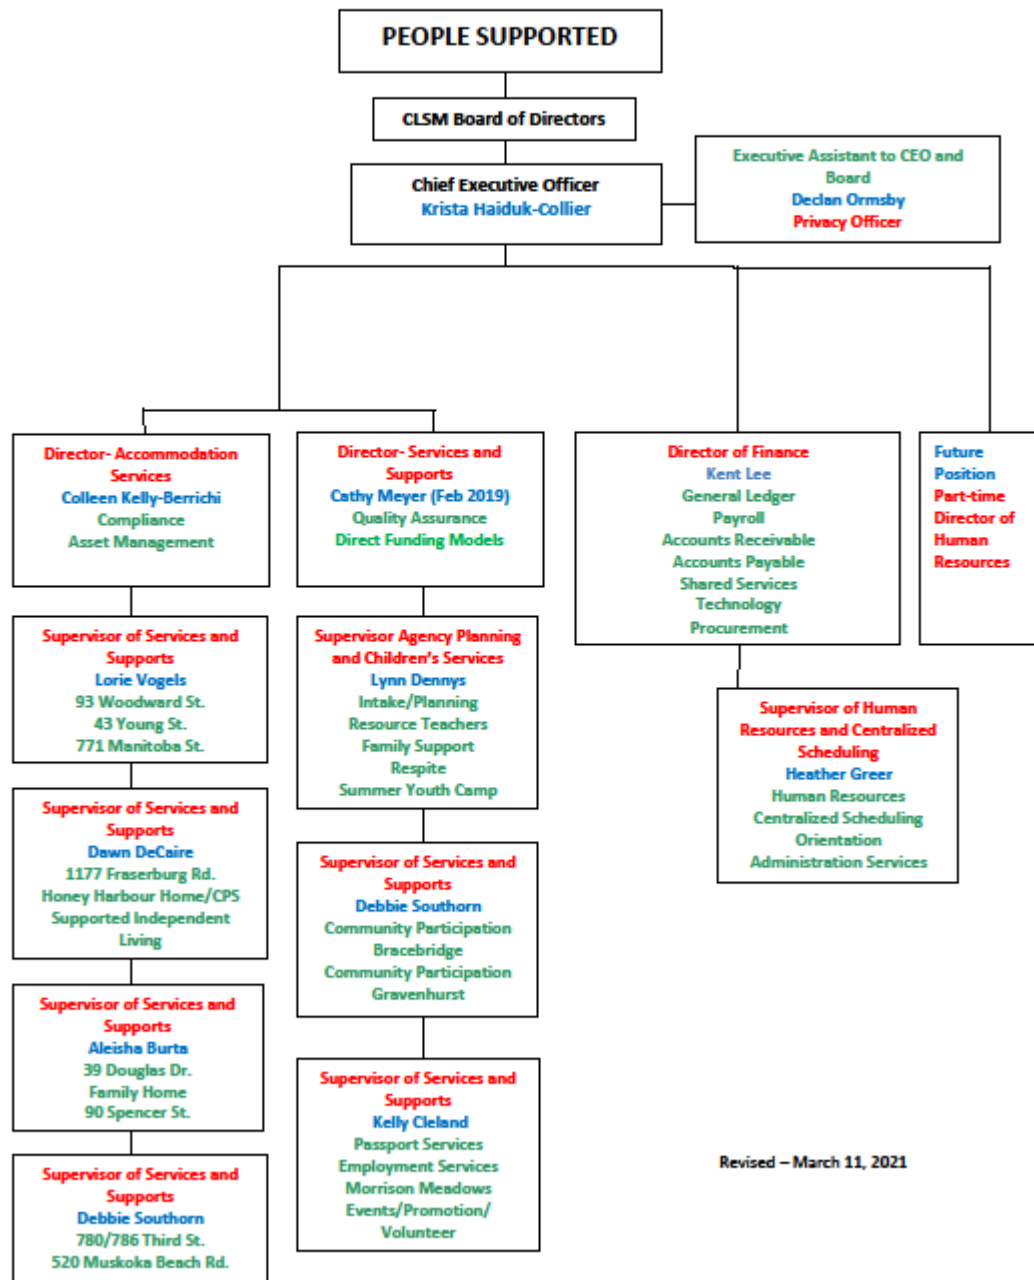 PEOPLE SUPPORTED
CLSM Board of Directors
Chief Executive Officer
Krista Haiduk-Collier
Executive Assistant to CEO and
Board
Declan Ormsby
Privacy Officer
Director- Accommodation
Services
Colleen Kelly-Berrichi
Compliance
Asset Management
Director- Services and
Supports
Cathy Meyer (Feb 2019)
Quality Assurance
Direct Funding Models
Director of Finance
Kent Lee
General Ledger
Payroll
Accounts Receivable
Accounts Payable
Shared Services
Technology
Procurement
Future
Position
Part-time
Director of
Human
Resources
Supervisor of Services and
Supports
Lorie Vogels
93 Woodward St.
43 Young St.
771 Manitoba St.
Supervisor Agency Planning
and Children's Services
Lynn Dennys
Intake/Planning
Resource Teachers
Family Support
Respite
Summer Youth Camp
Supervisor of Human
Resources and Centralized
Scheduling
Heather Greer
Human Resources
Centralized Scheduling
Orientation
Administration Services
Supervisor of Services and
Supports
Dawn DeCaire
1177 Fraserburg Rd.
Honey Harbour Home/CPS
Supported Independent
Living
Supervisor of Services and
Supports
Debbie Southorn
Community Participation
Bracebridge
Community Participation
Gravenhurst
Supervisor of Services and
Supports
Aleisha Burta
39 Douglas Dr.
Family Home
90 Spencer St.
Supervisor of Services and
Supports
Kelly Cleland
Passport Services
Employment Services
Morrison Meadows
Events/Promotion/
Volunteer
Supervisor of Services and
Supports
Debbie Southorn
780/786 Third St.
520 Muskoka Beach Rd.
Revised – March 11, 2021